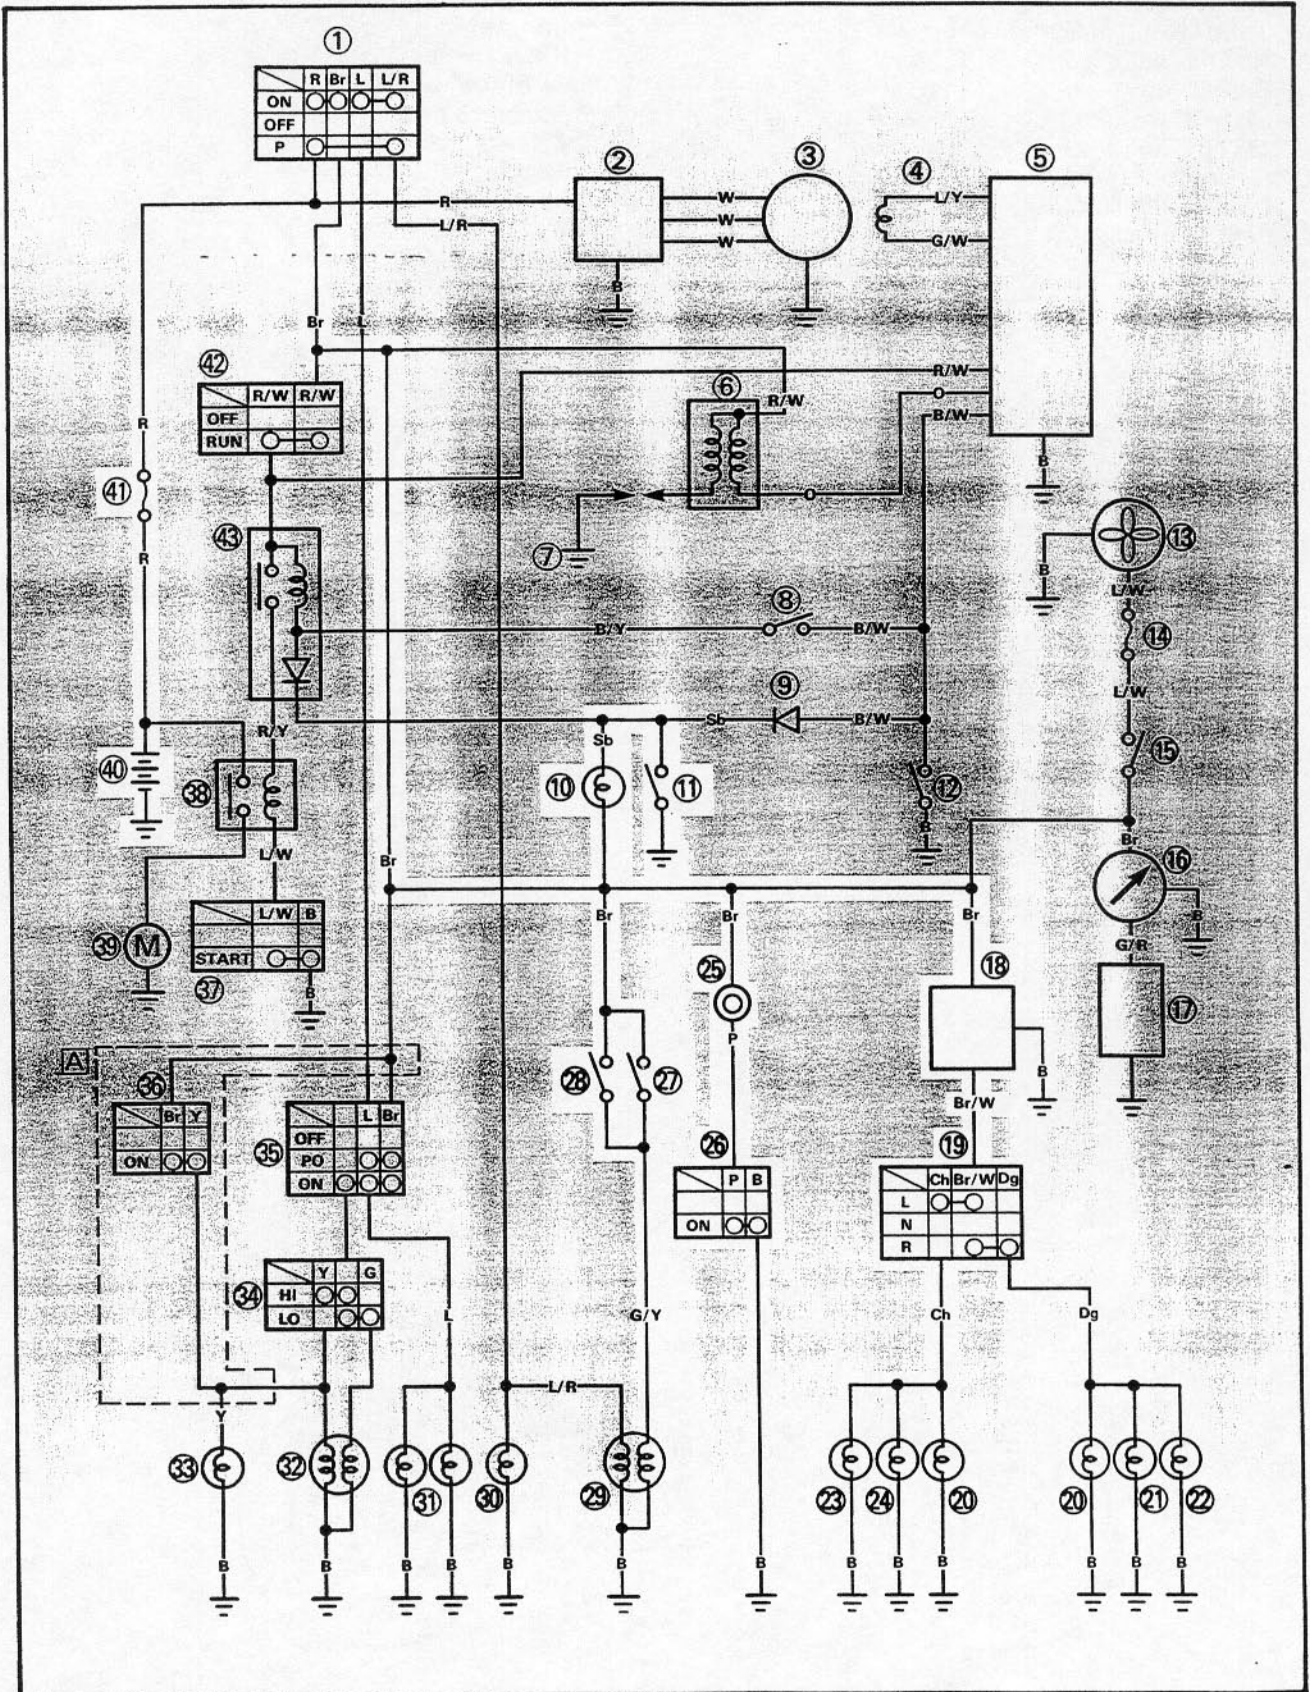 ①
R Br L L/R
ON
OFF
P
② ③ ④ ⑤
R
L/R
W
W
W
L/Y
G/W
B
Br L
㊷
R/W R/W
OFF
RUN
⑥
R/W
R/W
O
B/W
R
㊶
B
O
㊸
⑦
⑬
R
B
L/W
⑧
⑭
B/Y
B/W
L/W
⑨
Sb
B/W
R/Y
Sb
⑮
㊵
㊳
⑩
⑪
⑫
B
L/W
Br
Br
⑯
L/W B
START
㊲
㊴
M
B
Br
Br
Br
B
G/R
㉕
⑱
⑰
P
A
㊱
Br Y
ON
㉘
㉗
B
Br/W
㉟
L Br
OFF
PO
ON
㉖
P B
ON
⑲
Ch Br/W Dg
L
N
R
㉞
Y G
HI
LO
L
G/Y
Ch
Dg
L/R
Y
㉝
㉜
㉛
㉚
㉙
㉓
㉔
⑳
⑳
㉑
㉒
B
B
B
B
B
B
B
B
B
B
B
B
B